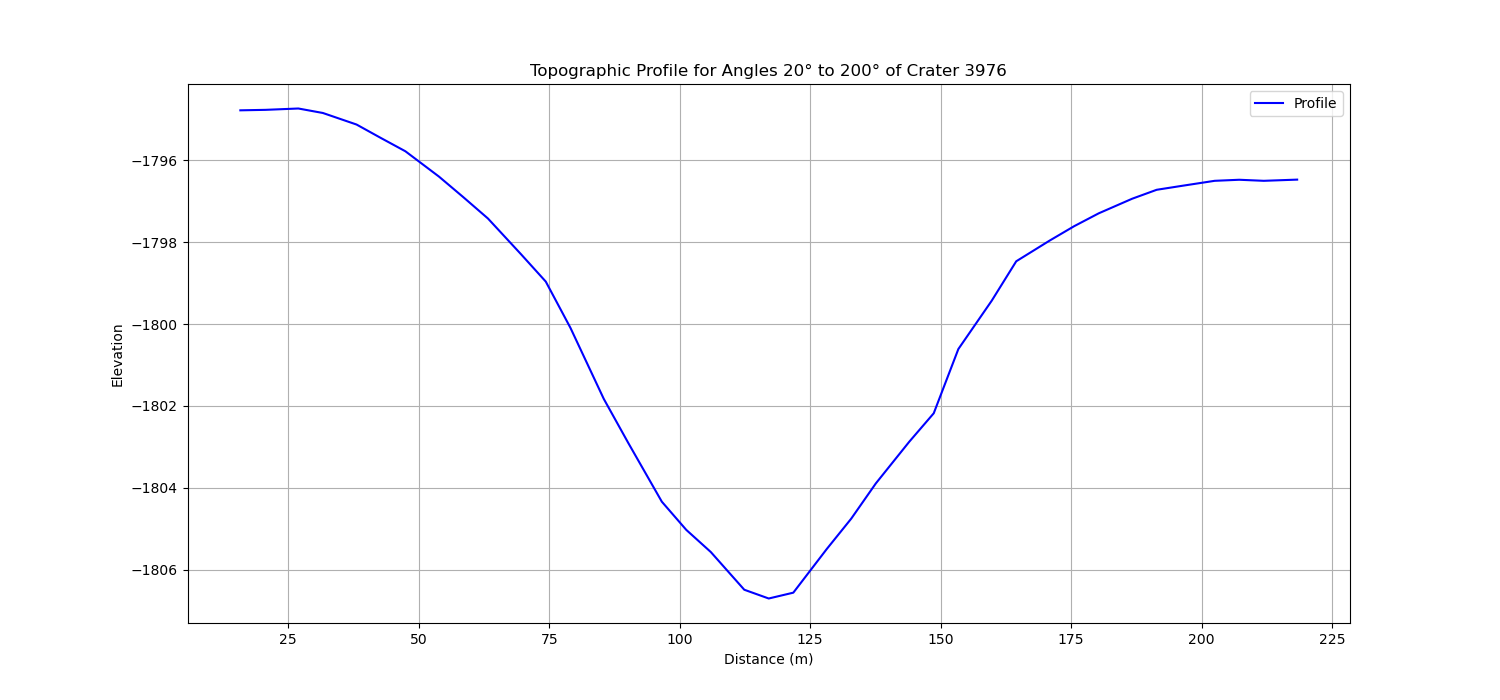 Topographic Profile for Angles 20° to 200° of Crater 3976
Profile
−1796
−1798
−1800
−1802
−1804
−1806
Elevation
25 50 75 100 125 150 175 200 225
Distance (m)